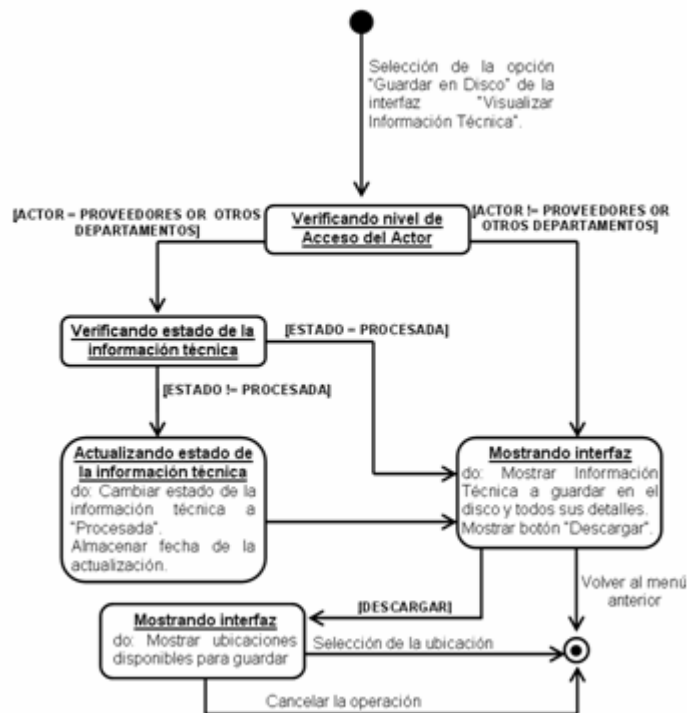 Selección de la opción
"Guardar en Disco" de la
interfaz "Visualizar
Información Técnica".
[ACTOR = PROVEEDORES OR OTROS
DEPARTAMENTOS]
Verificando nivel de
Acceso del Actor
[ACTOR != PROVEEDORES OR
OTROS DEPARTAMENTOS]
Verificando estado de la
información técnica
[ESTADO = PROCESADA]
[ESTADO != PROCESADA]
Actualizando estado de
la información técnica
do: Cambiar estado de la
información técnica a
"Procesada".
Almacenar fecha de la
actualización.
Mostrando interfaz
do: Mostrar Información
Técnica a guardar en el
disco y todos sus detalles.
Mostrar botón "Descargar".
[DESCARGAR]
Volver al menú
anterior
Mostrando interfaz
do: Mostrar ubicaciones
disponibles para guardar
Selección de la ubicación
Cancelar la operación